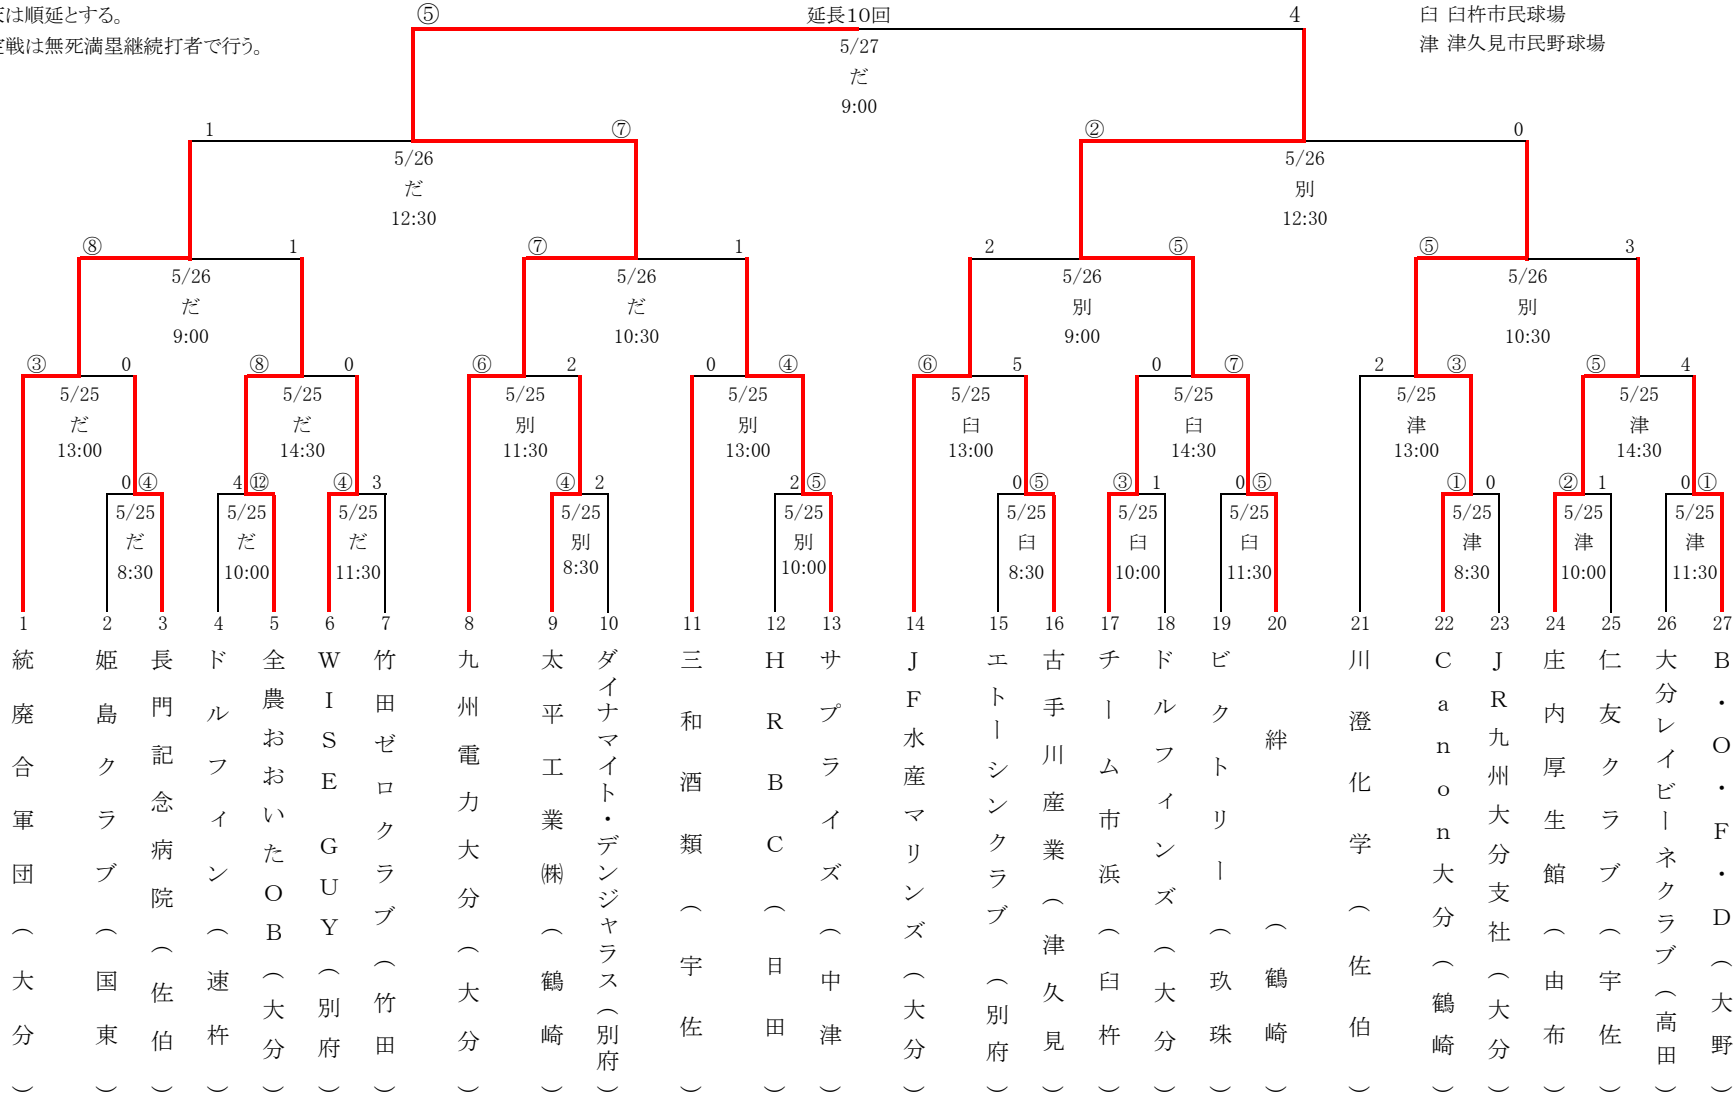 天は順延とする。
定戦は無死満塁継続打者で行う。
臼 臼杵市民球場
津 津久見市民野球場
⑤ 延長10回 4
5/27
だ
9:00
1 ⑦ ② 0
5/26 5/26
だ 別
12:30 12:30
⑧ 1 ⑦ 1 2 ⑤ ⑤ 3
5/26 5/26 5/26 5/26
だ だ 別 別
9:00 10:30 9:00 10:30
③ 0 ⑧ 0 ⑥ 2 0 ④ ⑥ 5 0 ⑦ 2 ③ ⑤ 4
5/25 5/25 5/25 5/25 5/25 5/25 5/25 5/25
だ だ 別 別 臼 臼 津 津
13:00 14:30 11:30 13:00 13:00 14:30 13:00 14:30
0 ④ 4 ⑫ ④ 3 ④ 2 2 ⑤ 0 ⑤ ③ 1 0 ⑤ ① 0 ② 1 0 ①
5/25 5/25 5/25 5/25 5/25 5/25 5/25 5/25 5/25 5/25 5/25
だ だ だ 別 別 臼 臼 臼 津 津 津
8:30 10:00 11:30 8:30 10:00 8:30 10:00 11:30 8:30 10:00 11:30
1 統廃合軍団(大分)
2 姫島クラブ(国東)
3 長門記念病院(佐伯)
4 ドルフィン(速杵)
5 全農おおいたOB(大分)
6 WISE GUY(別府)
7 竹田ゼロクラブ(竹田)
8 九州電力大分(大分)
9 太平工業㈱(鶴崎)
10 ダイナマイト・デンジャラス(別府)
11 三和酒類(宇佐)
12 HRBC(日田)
13 サプライズ(中津)
14 JF水産マリンズ(大分)
15 エトーシンクラブ(別府)
16 古手川産業(津久見)
17 チーム市浜(臼杵)
18 ドルフィンズ(大分)
19 ビクトリー(玖珠)
20 絆(鶴崎)
21 川澄化学(佐伯)
22 Canon大分(鶴崎)
23 JR九州大分支社(大分)
24 庄内厚生館(由布)
25 仁友クラブ(宇佐)
26 大分レイビーネクラブ(高田)
27 B・O・F・D(大野)